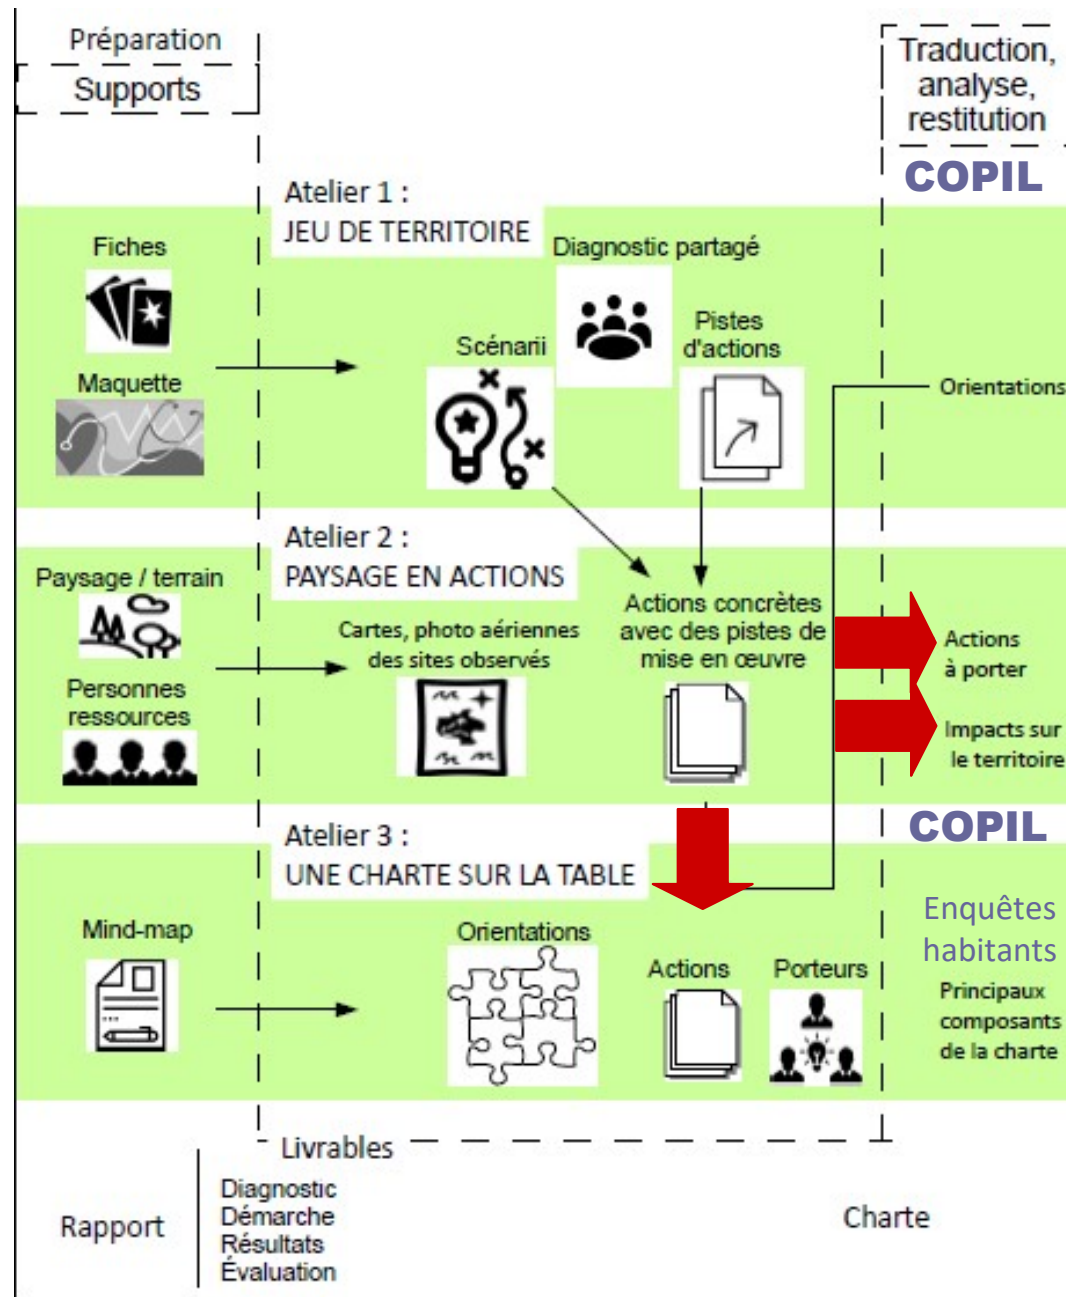 Préparation
Supports
Traduction,
analyse,
restitution
COPIL
Atelier 1 :
JEU DE TERRITOIRE
Fiches
Maquette
Diagnostic partagé
Scénarii
Pistes
d'actions
Orientations
Atelier 2 :
PAYSAGE EN ACTIONS
Paysage / terrain
Personnes
ressources
Cartes, photo aériennes
des sites observés
Actions concrètes
avec des pistes de
mise en œuvre
Actions
à porter
Impacts sur
le territoire
COPIL
Atelier 3 :
UNE CHARTE SUR LA TABLE
Mind-map
Orientations
Actions
Porteurs
Enquêtes
habitants
Principaux
composants
de la charte
Livrables
Rapport
Diagnostic
Démarche
Résultats
Évaluation
Charte